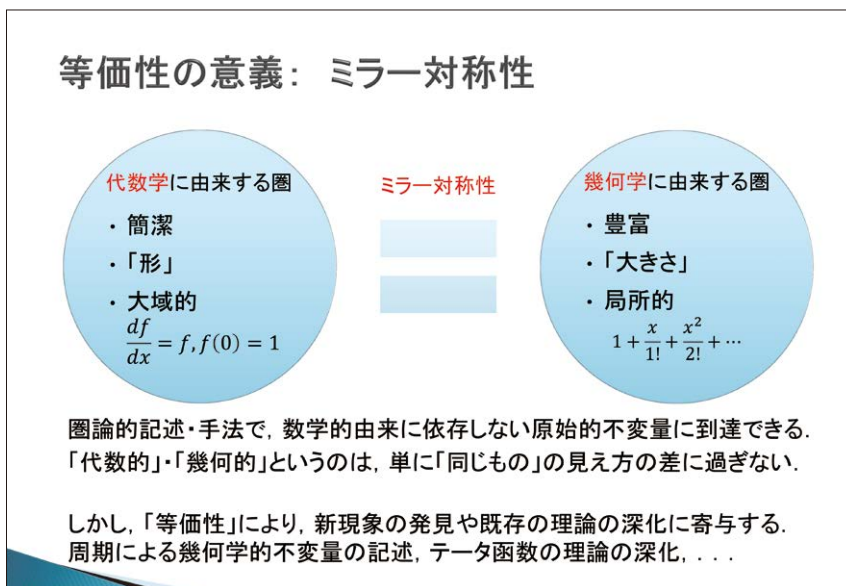 等価性の意義： ミラー対称性
代数学に由来する圏
・ 簡潔
・ 「形」
・ 大域的
df/dx = f, f(0) = 1
ミラー対称性
幾何学に由来する圏
・ 豊富
・ 「大きさ」
・ 局所的
1 + x/1! + x²/2! + ⋯
圏論的記述・手法で, 数学的由来に依存しない原始的不変量に到達できる.
「代数的」・「幾何的」というのは, 単に「同じもの」の見え方の差に過ぎない.
しかし, 「等価性」により, 新現象の発見や既存の理論の深化に寄与する.
周期による幾何学的不変量の記述, テータ函数の理論の深化, . . .